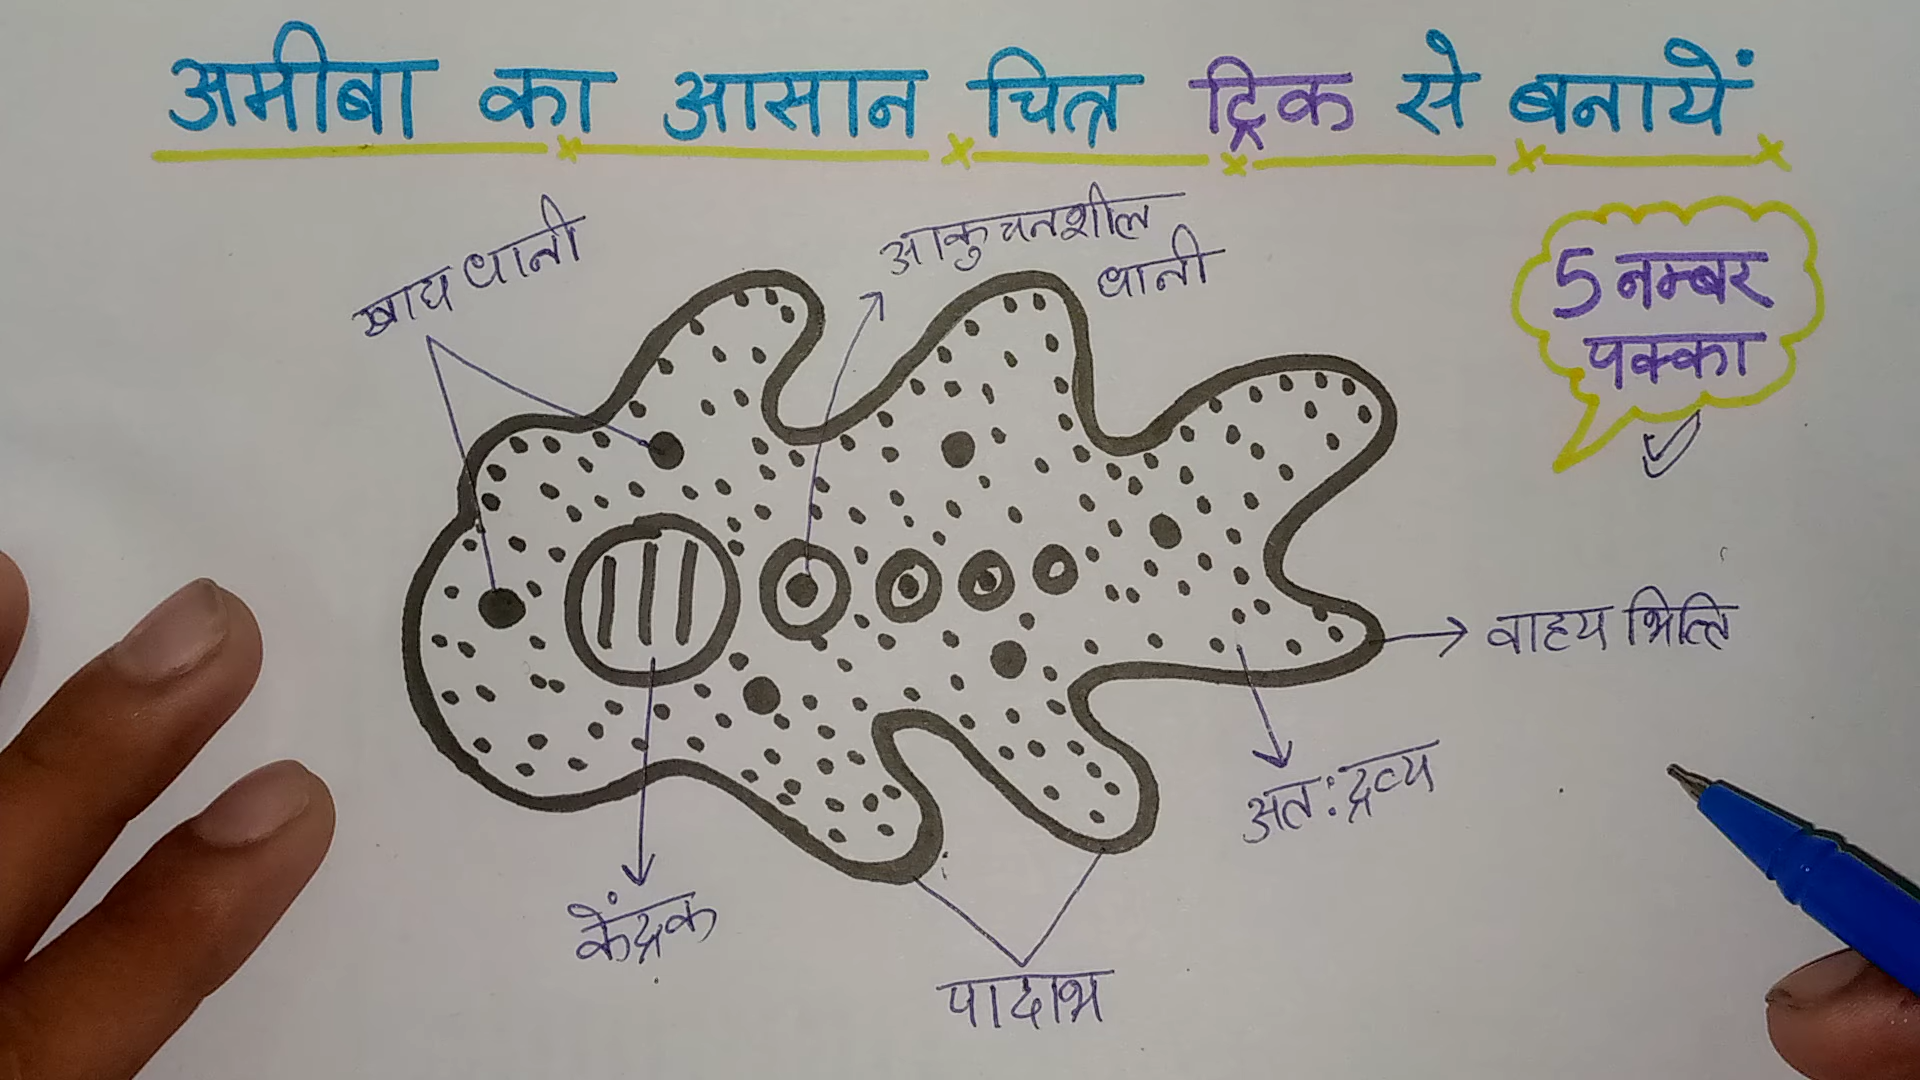 अमीबा का आसान चित्र ट्रिक से बनायें
खाद्य धानी
आकुचनशील
धानी
5 नम्बर
पक्का
वाहय भित्ति
अंत:द्रव्य
केंद्रक
पादाभ